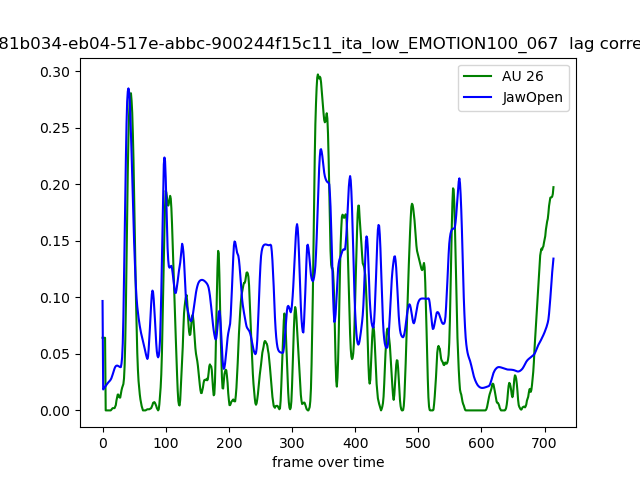 81b034-eb04-517e-abbc-900244f15c11_ita_low_EMOTION100_067 lag corre
AU 26
JawOpen
0.30
0.25
0.20
0.15
0.10
0.05
0.00
0 100 200 300 400 500 600 700
frame over time